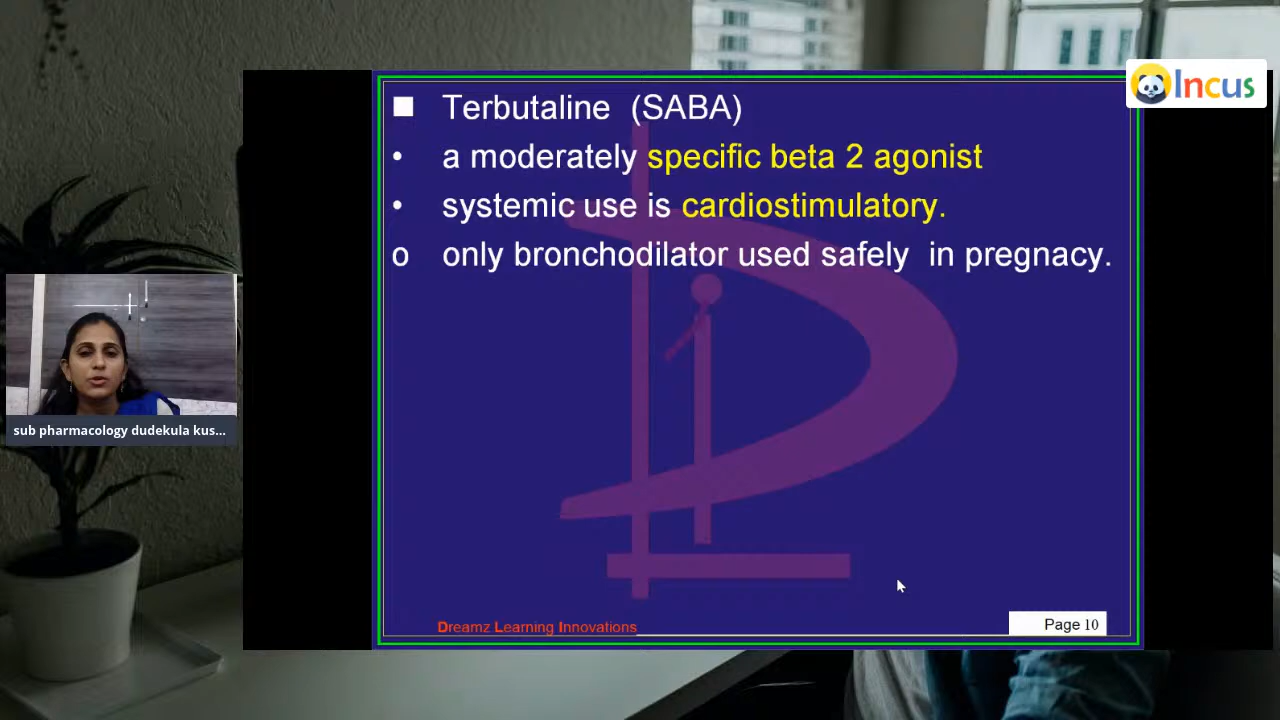 Incus
■ Terbutaline (SABA)
• a moderately specific beta 2 agonist
• systemic use is cardiostimulatory.
o only bronchodilator used safely in pregnacy.
sub pharmacology dudekula kus...
Dreamz Learning Innovations
Page 10